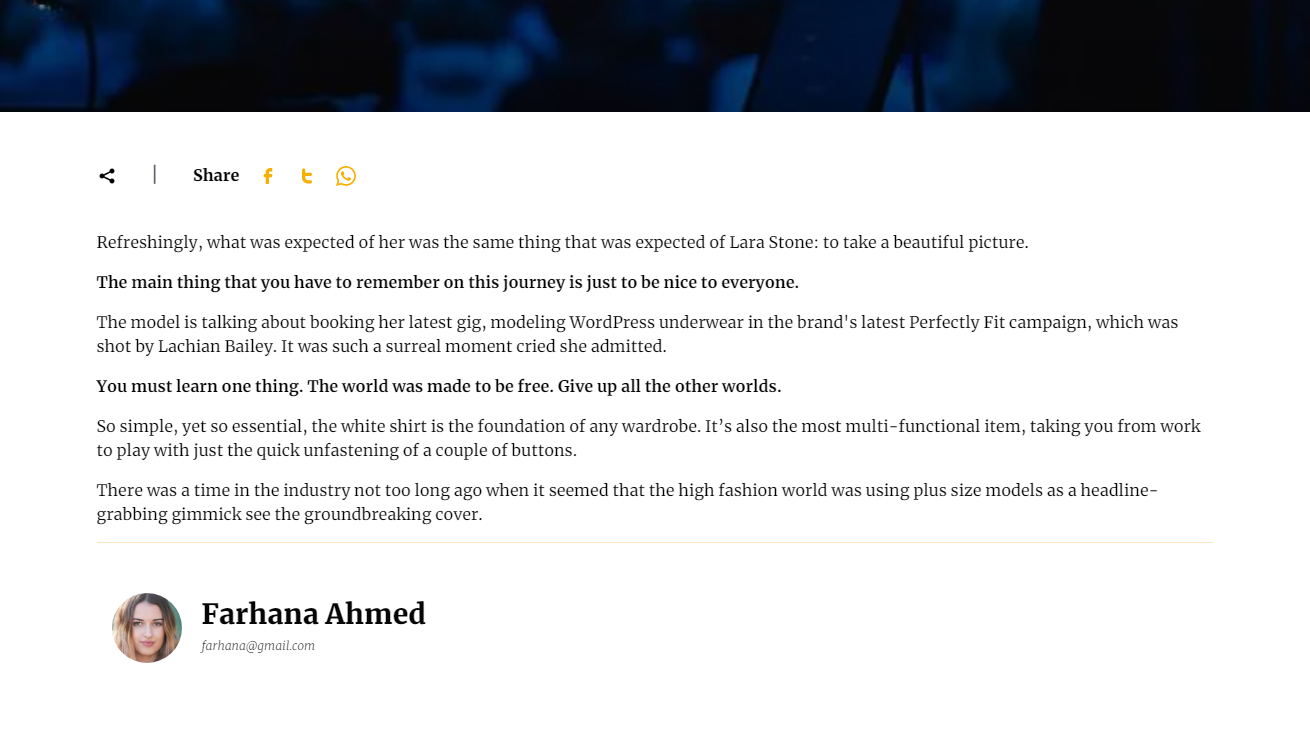 Share
Refreshingly, what was expected of her was the same thing that was expected of Lara Stone: to take a beautiful picture.
The main thing that you have to remember on this journey is just to be nice to everyone.
The model is talking about booking her latest gig, modeling WordPress underwear in the brand's latest Perfectly Fit campaign, which was
shot by Lachian Bailey. It was such a surreal moment cried she admitted.
You must learn one thing. The world was made to be free. Give up all the other worlds.
So simple, yet so essential, the white shirt is the foundation of any wardrobe. It’s also the most multi-functional item, taking you from work
to play with just the quick unfastening of a couple of buttons.
There was a time in the industry not too long ago when it seemed that the high fashion world was using plus size models as a headline-
grabbing gimmick see the groundbreaking cover.
Farhana Ahmed
farhana@gmail.com